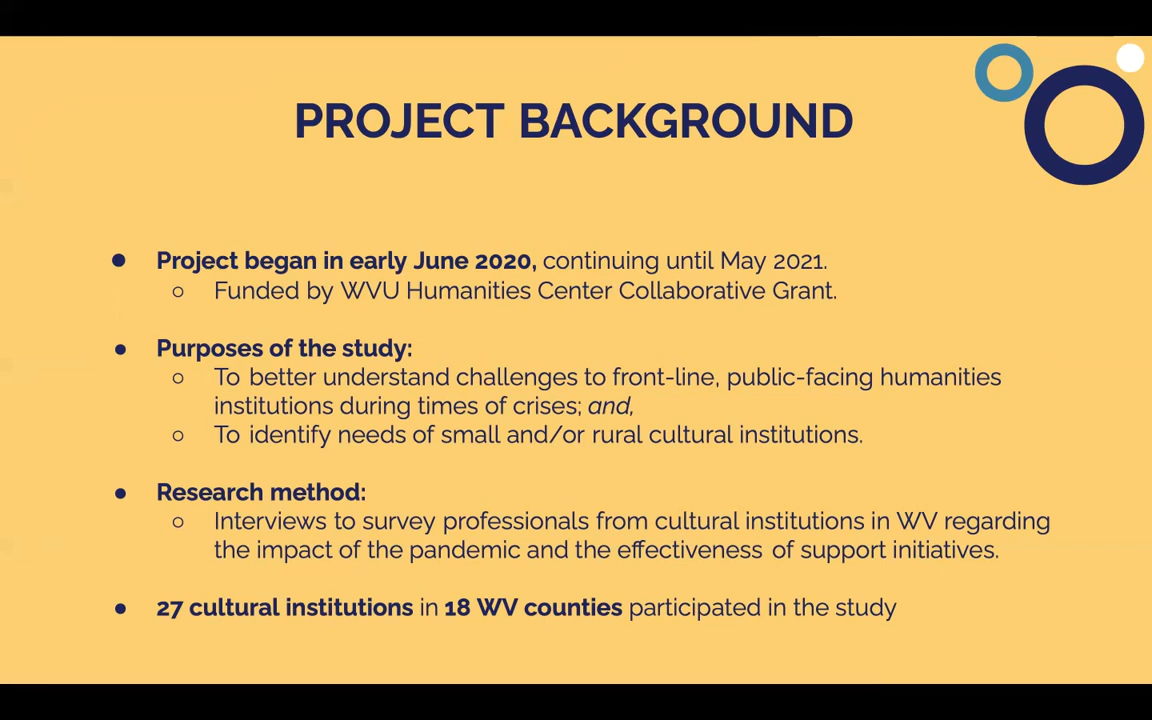 PROJECT BACKGROUND
● Project began in early June 2020, continuing until May 2021.
○ Funded by WVU Humanities Center Collaborative Grant.
● Purposes of the study:
○ To better understand challenges to front-line, public-facing humanities
institutions during times of crises; and,
○ To identify needs of small and/or rural cultural institutions.
● Research method:
○ Interviews to survey professionals from cultural institutions in WV regarding
the impact of the pandemic and the effectiveness of support initiatives.
● 27 cultural institutions in 18 WV counties participated in the study